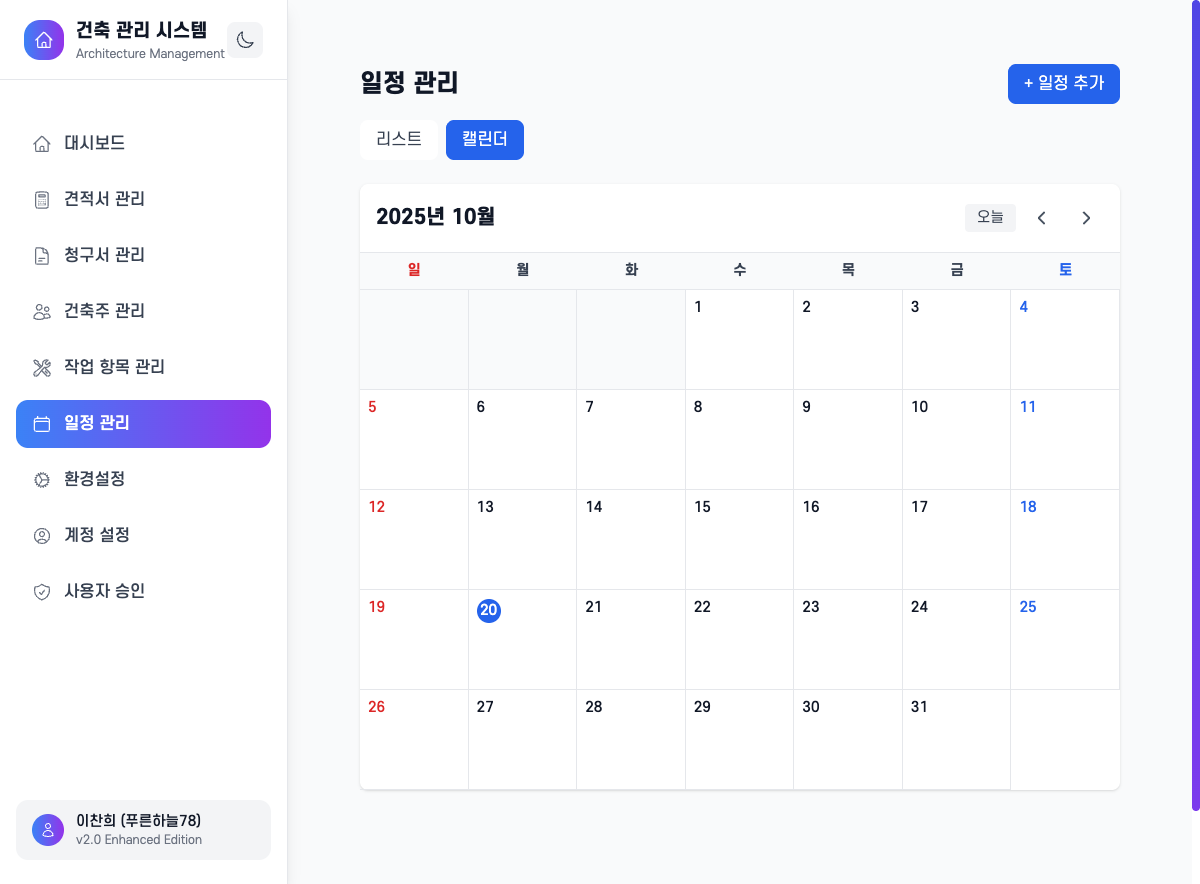 건축 관리 시스템
Architecture Management
대시보드
견적서 관리
청구서 관리
건축주 관리
작업 항목 관리
일정 관리
환경설정
계정 설정
사용자 승인
이찬희 (푸른하늘78)
v2.0 Enhanced Edition
일정 관리
+ 일정 추가
리스트 캘린더
2025년 10월 오늘
일 월 화 수 목 금 토
1 2 3 4
5 6 7 8 9 10 11
12 13 14 15 16 17 18
19 20 21 22 23 24 25
26 27 28 29 30 31